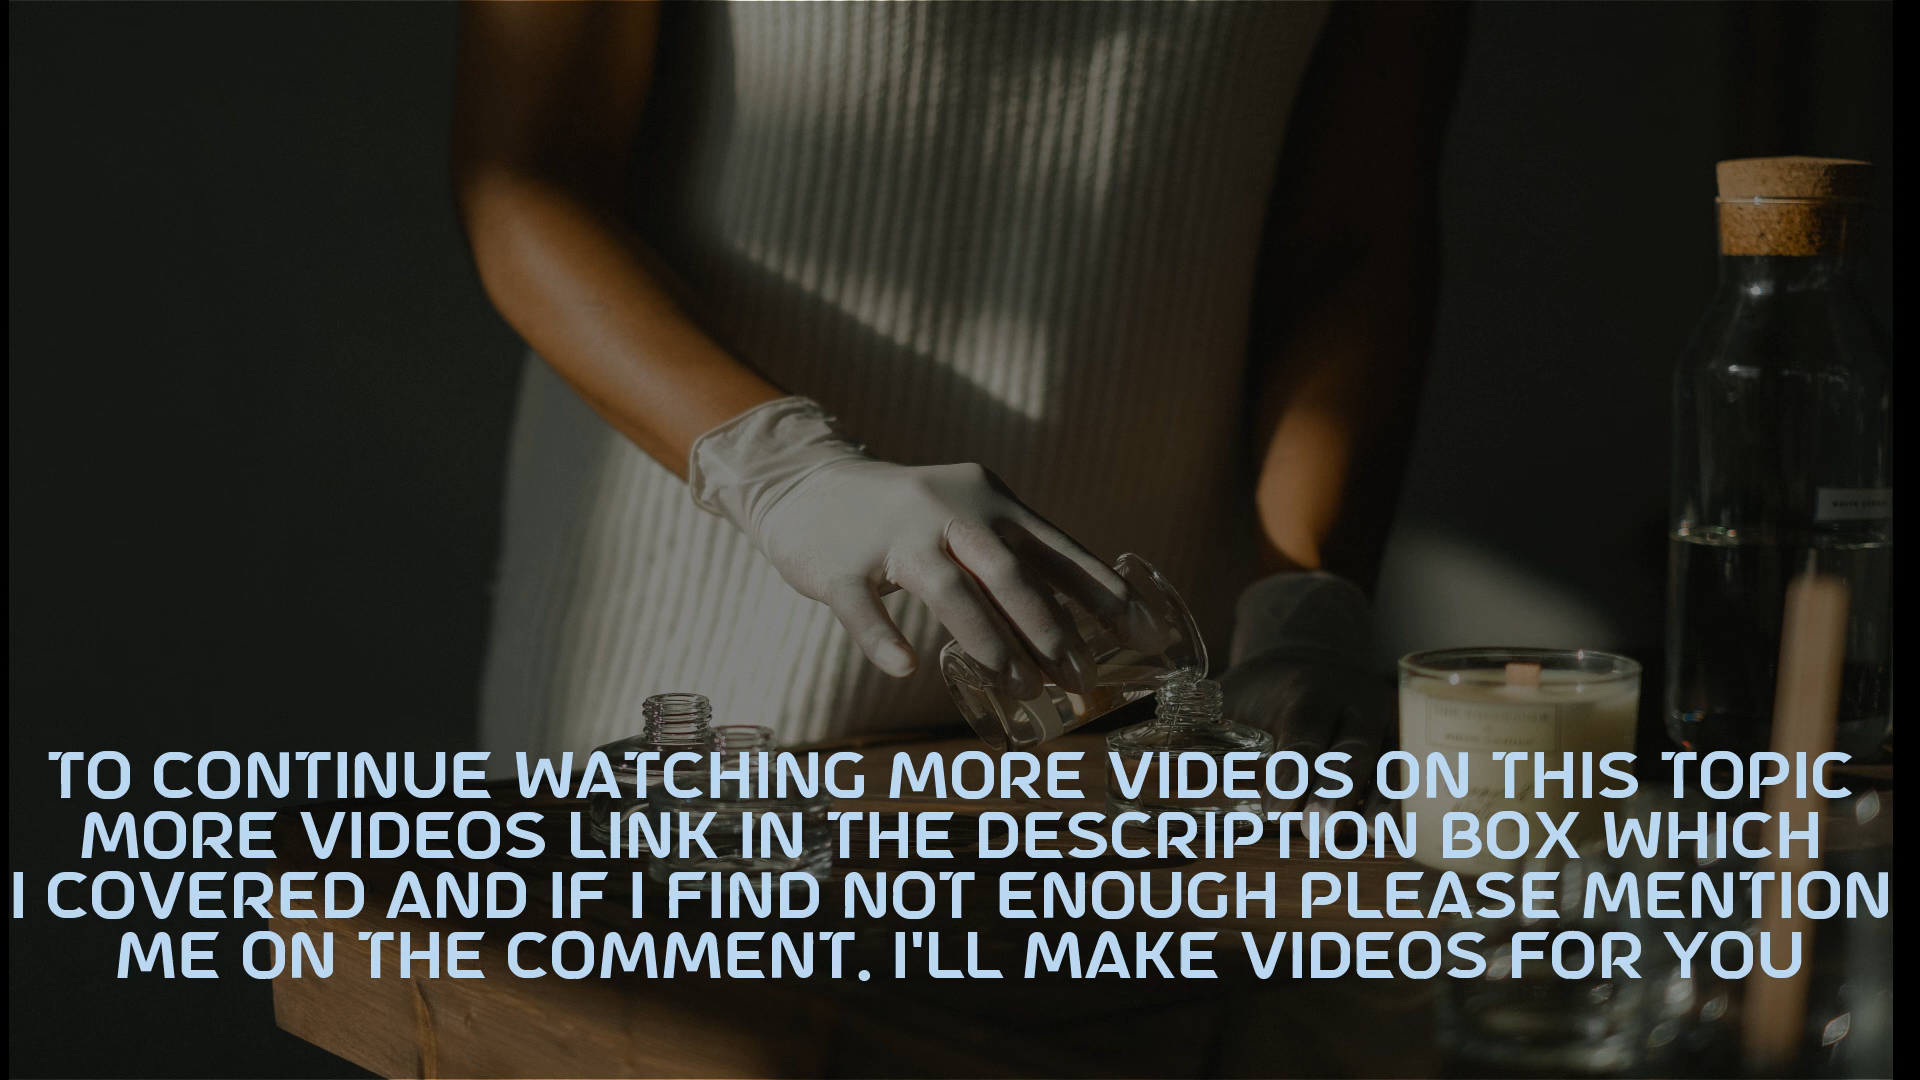 TO CONTINUE WATCHING MORE VIDEOS ON THIS TOPIC
MORE VIDEOS LINK IN THE DESCRIPTION BOX WHICH
I COVERED AND IF I FIND NOT ENOUGH PLEASE MENTION
ME ON THE COMMENT. I'LL MAKE VIDEOS FOR YOU